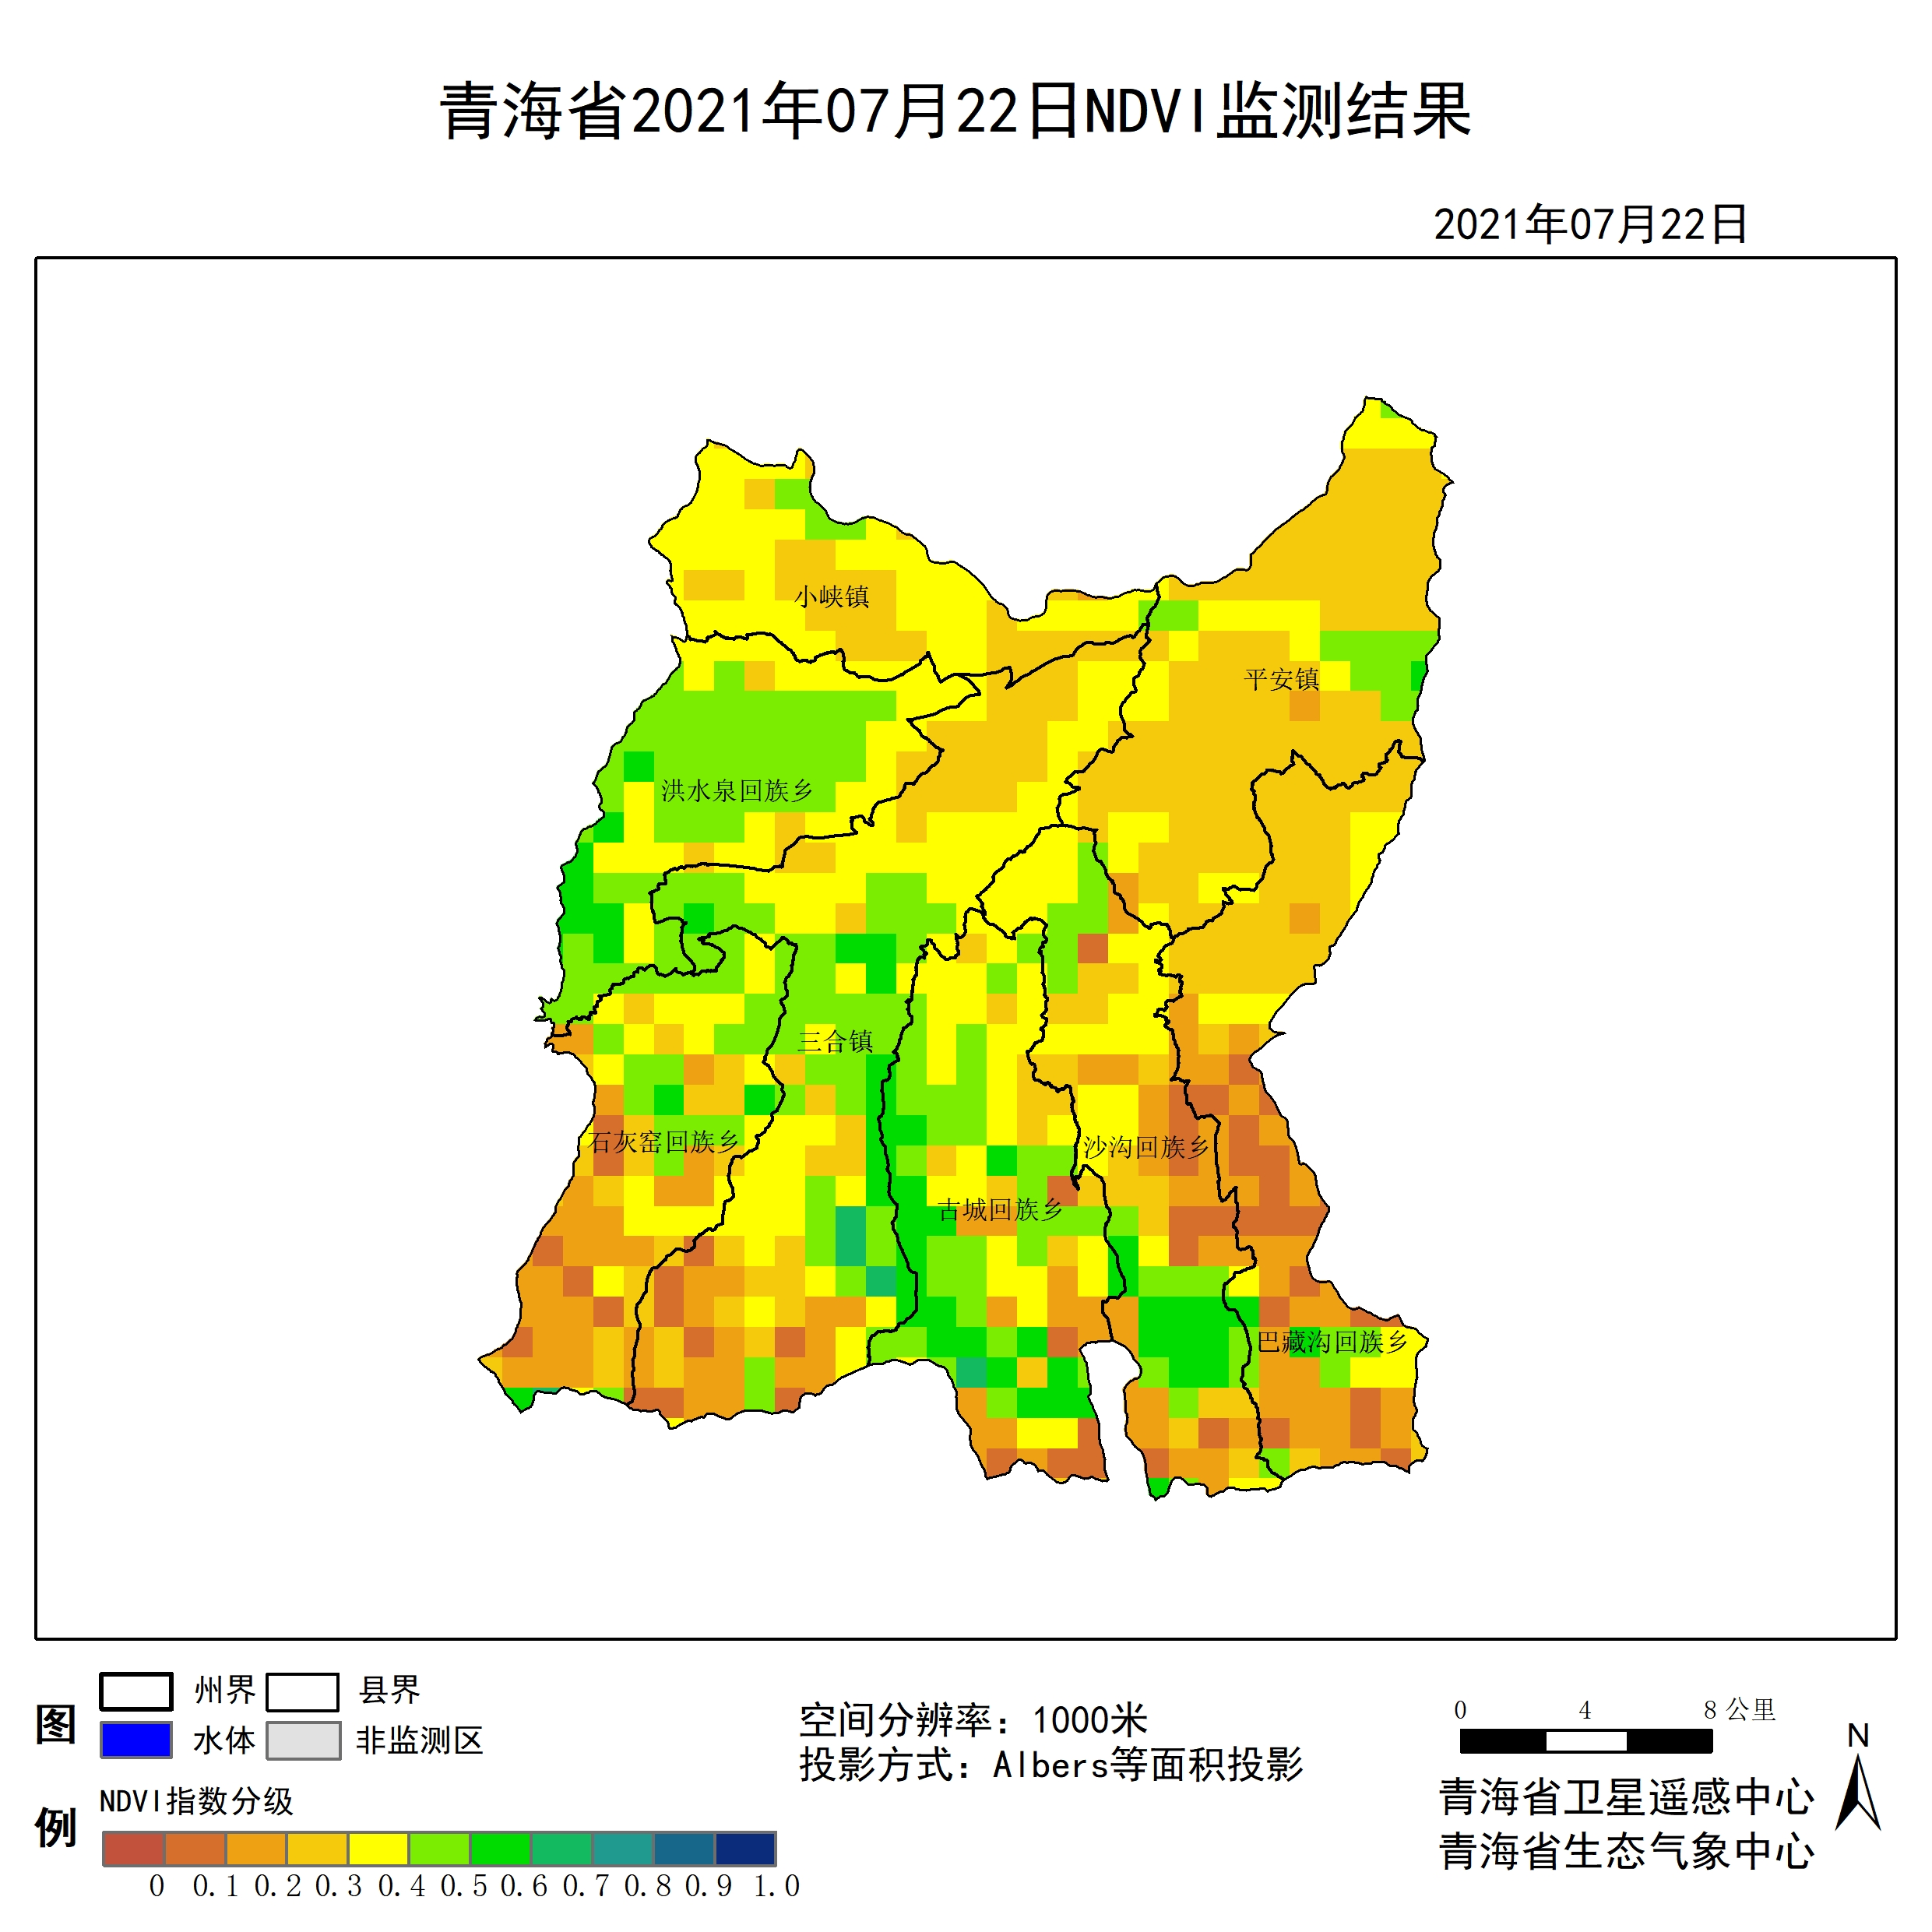 青海省2021年07月22日NDVI监测结果
2021年07月22日
小峡镇
平安镇
洪水泉回族乡
三合镇
石灰窑回族乡
沙沟回族乡
古城回族乡
巴藏沟回族乡
图例
州界 县界
水体 非监测区
NDVI指数分级
0 0.1 0.2 0.3 0.4 0.5 0.6 0.7 0.8 0.9 1.0
空间分辨率：1000米
投影方式：Albers等面积投影
0 4 8 公里
N
青海省卫星遥感中心
青海省生态气象中心